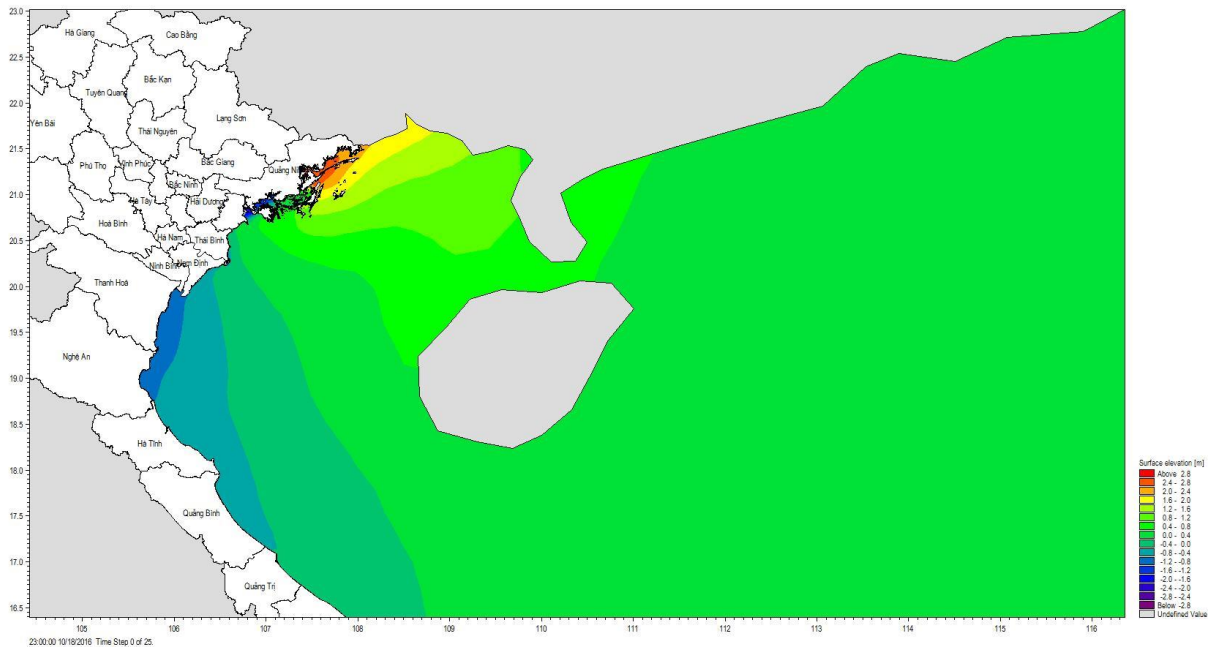 23.0
22.5
22.0
21.5
21.0
20.5
20.0
19.5
19.0
18.5
18.0
17.5
17.0
16.5
Hà Giang
Cao Bằng
Bắc Kạn
Tuyên Quang
Yên Bái
Lạng Sơn
Thái Nguyên
Phú Thọ
Vĩnh Phúc
Bắc Giang
Quảng Ni
Bắc Ninh
Hà Tây
Hải Dương
Hoà Bình
Hà Nam
Thái Bình
Ninh Bình
Nam Định
Thanh Hoá
Nghệ An
Hà Tĩnh
Quảng Bình
Quảng Trị
105 106 107 108 109 110 111 112 113 114 115 116
23:00:00 10/18/2016 Time Step 0 of 25.
Surface elevation [m]
Above 2.8
2.4 - 2.8
2.0 - 2.4
1.6 - 2.0
1.2 - 1.6
0.8 - 1.2
0.4 - 0.8
0.0 - 0.4
-0.4 - 0.0
-0.8 - -0.4
-1.2 - -0.8
-1.6 - -1.2
-2.0 - -1.6
-2.4 - -2.0
-2.8 - -2.4
Below -2.8
Undefined Value